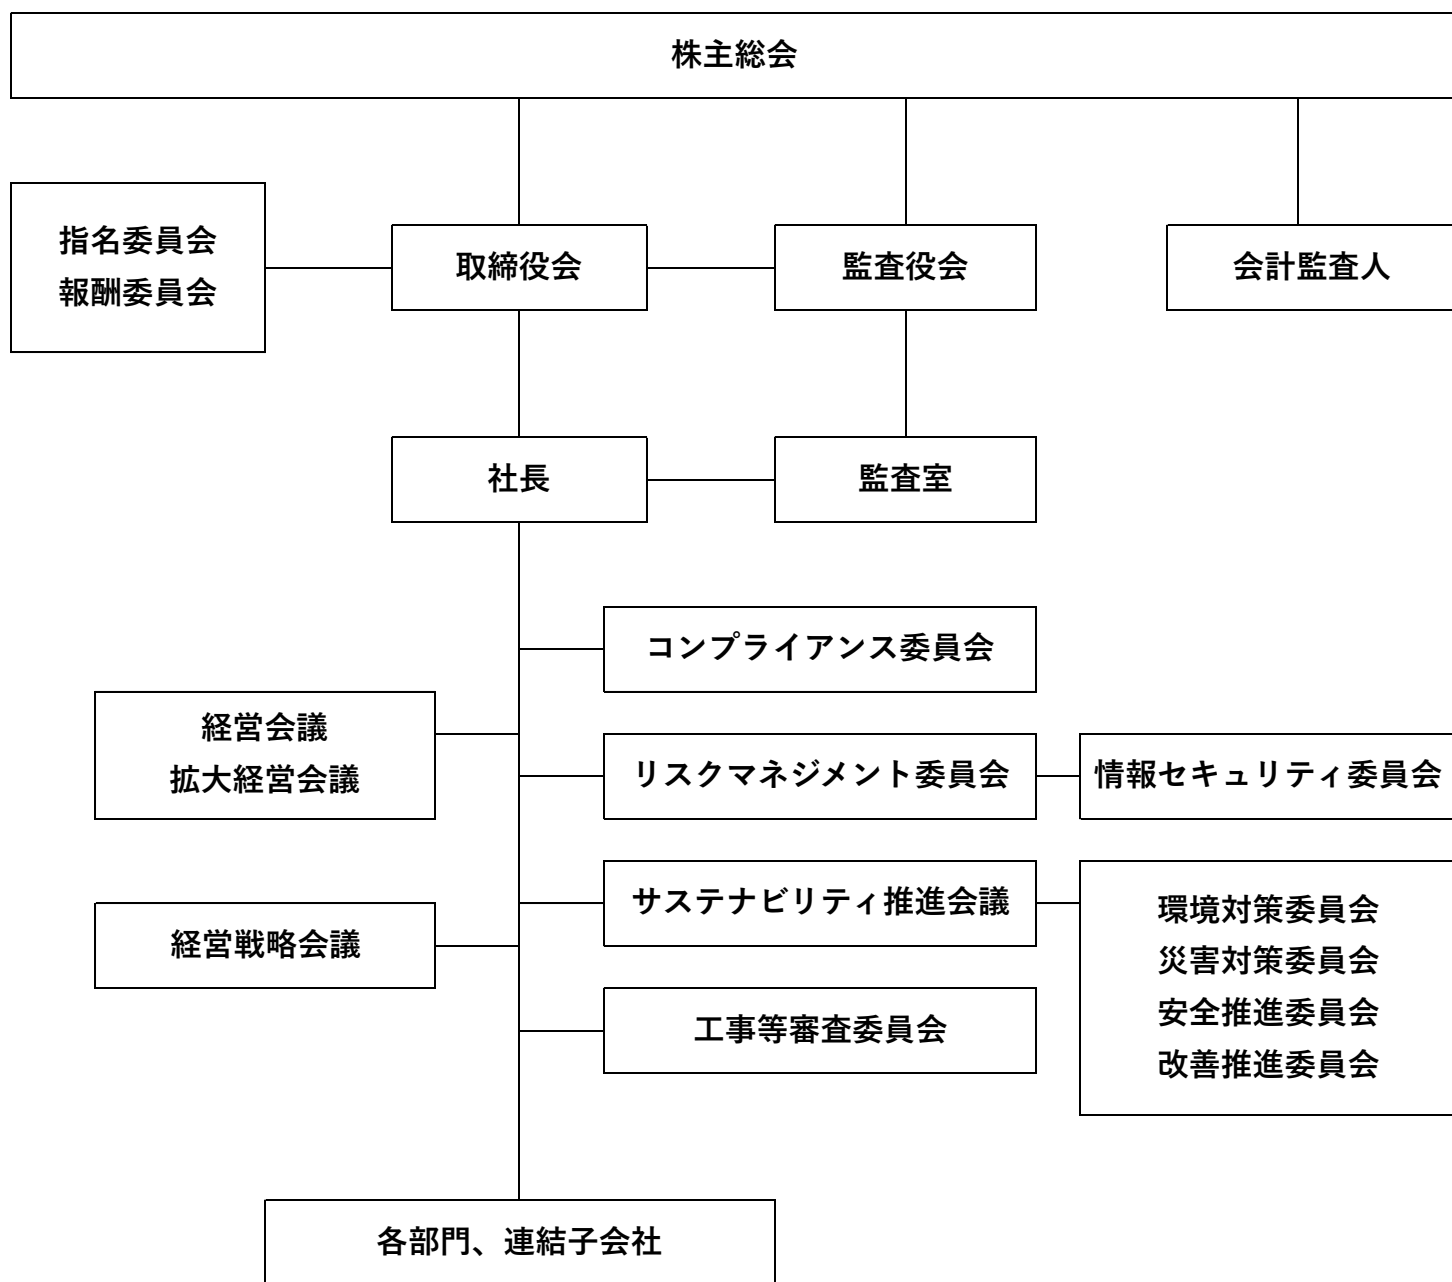 株主総会
指名委員会
報酬委員会
取締役会
監査役会
会計監査人
社長
監査室
コンプライアンス委員会
経営会議
拡大経営会議
リスクマネジメント委員会
情報セキュリティ委員会
サステナビリティ推進会議
環境対策委員会
災害対策委員会
安全推進委員会
改善推進委員会
経営戦略会議
工事等審査委員会
各部門、連結子会社